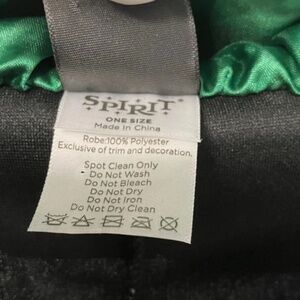 SPIRIT
ONE SIZE
Made In China
Robe:100% Polyester
Exclusive of trim and decoration.
Spot Clean Only
Do Not Wash
Do Not Bleach
Do Not Dry
Do Not Iron
Do Not Dry Clean